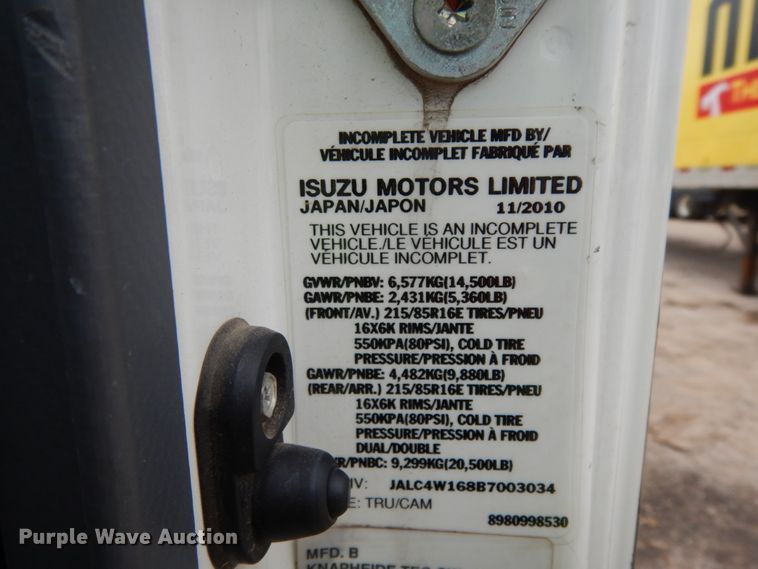 INCOMPLETE VEHICLE MFD BY/
VÉHICULE INCOMPLET FABRIQUÉ PAR
ISUZU MOTORS LIMITED
JAPAN/JAPON 11/2010
THIS VEHICLE IS AN INCOMPLETE
VEHICLE./LE VÉHICULE EST UN
VÉHICULE INCOMPLET.
GVWR/PNBV: 6,577KG(14,500LB)
GAWR/PNBE: 2,431KG(5,360LB)
(FRONT/AV.) 215/85R16E TIRES/PNEU
16X6K RIMS/JANTE
550KPA(80PSI), COLD TIRE
PRESSURE/PRESSION À FROID
GAWR/PNBE: 4,482KG(9,880LB)
(REAR/ARR.) 215/85R16E TIRES/PNEU
16X6K RIMS/JANTE
550KPA(80PSI), COLD TIRE
PRESSURE/PRESSION À FROID
DUAL/DOUBLE
R/PNBC: 9,299KG(20,500LB)
IV: JALC4W168B7003034
E: TRU/CAM
8980998530
MFD. B
Purple Wave Auction